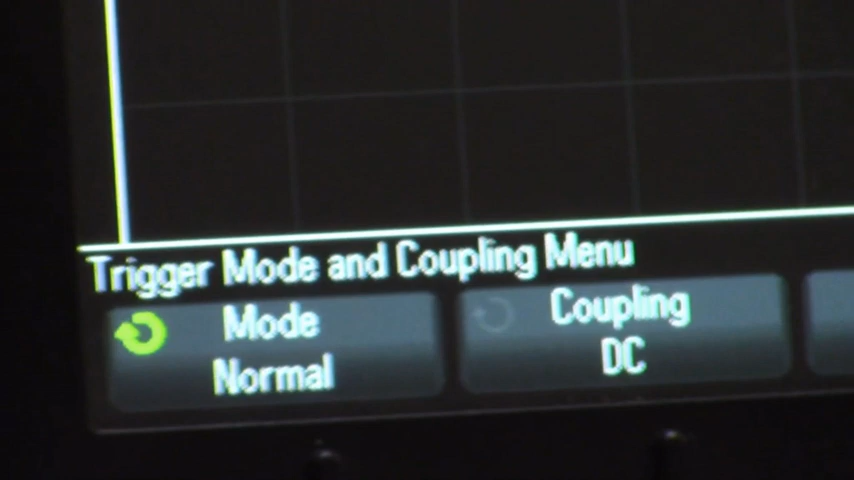 Trigger Mode and Coupling Menu
Mode
Normal
Coupling
DC